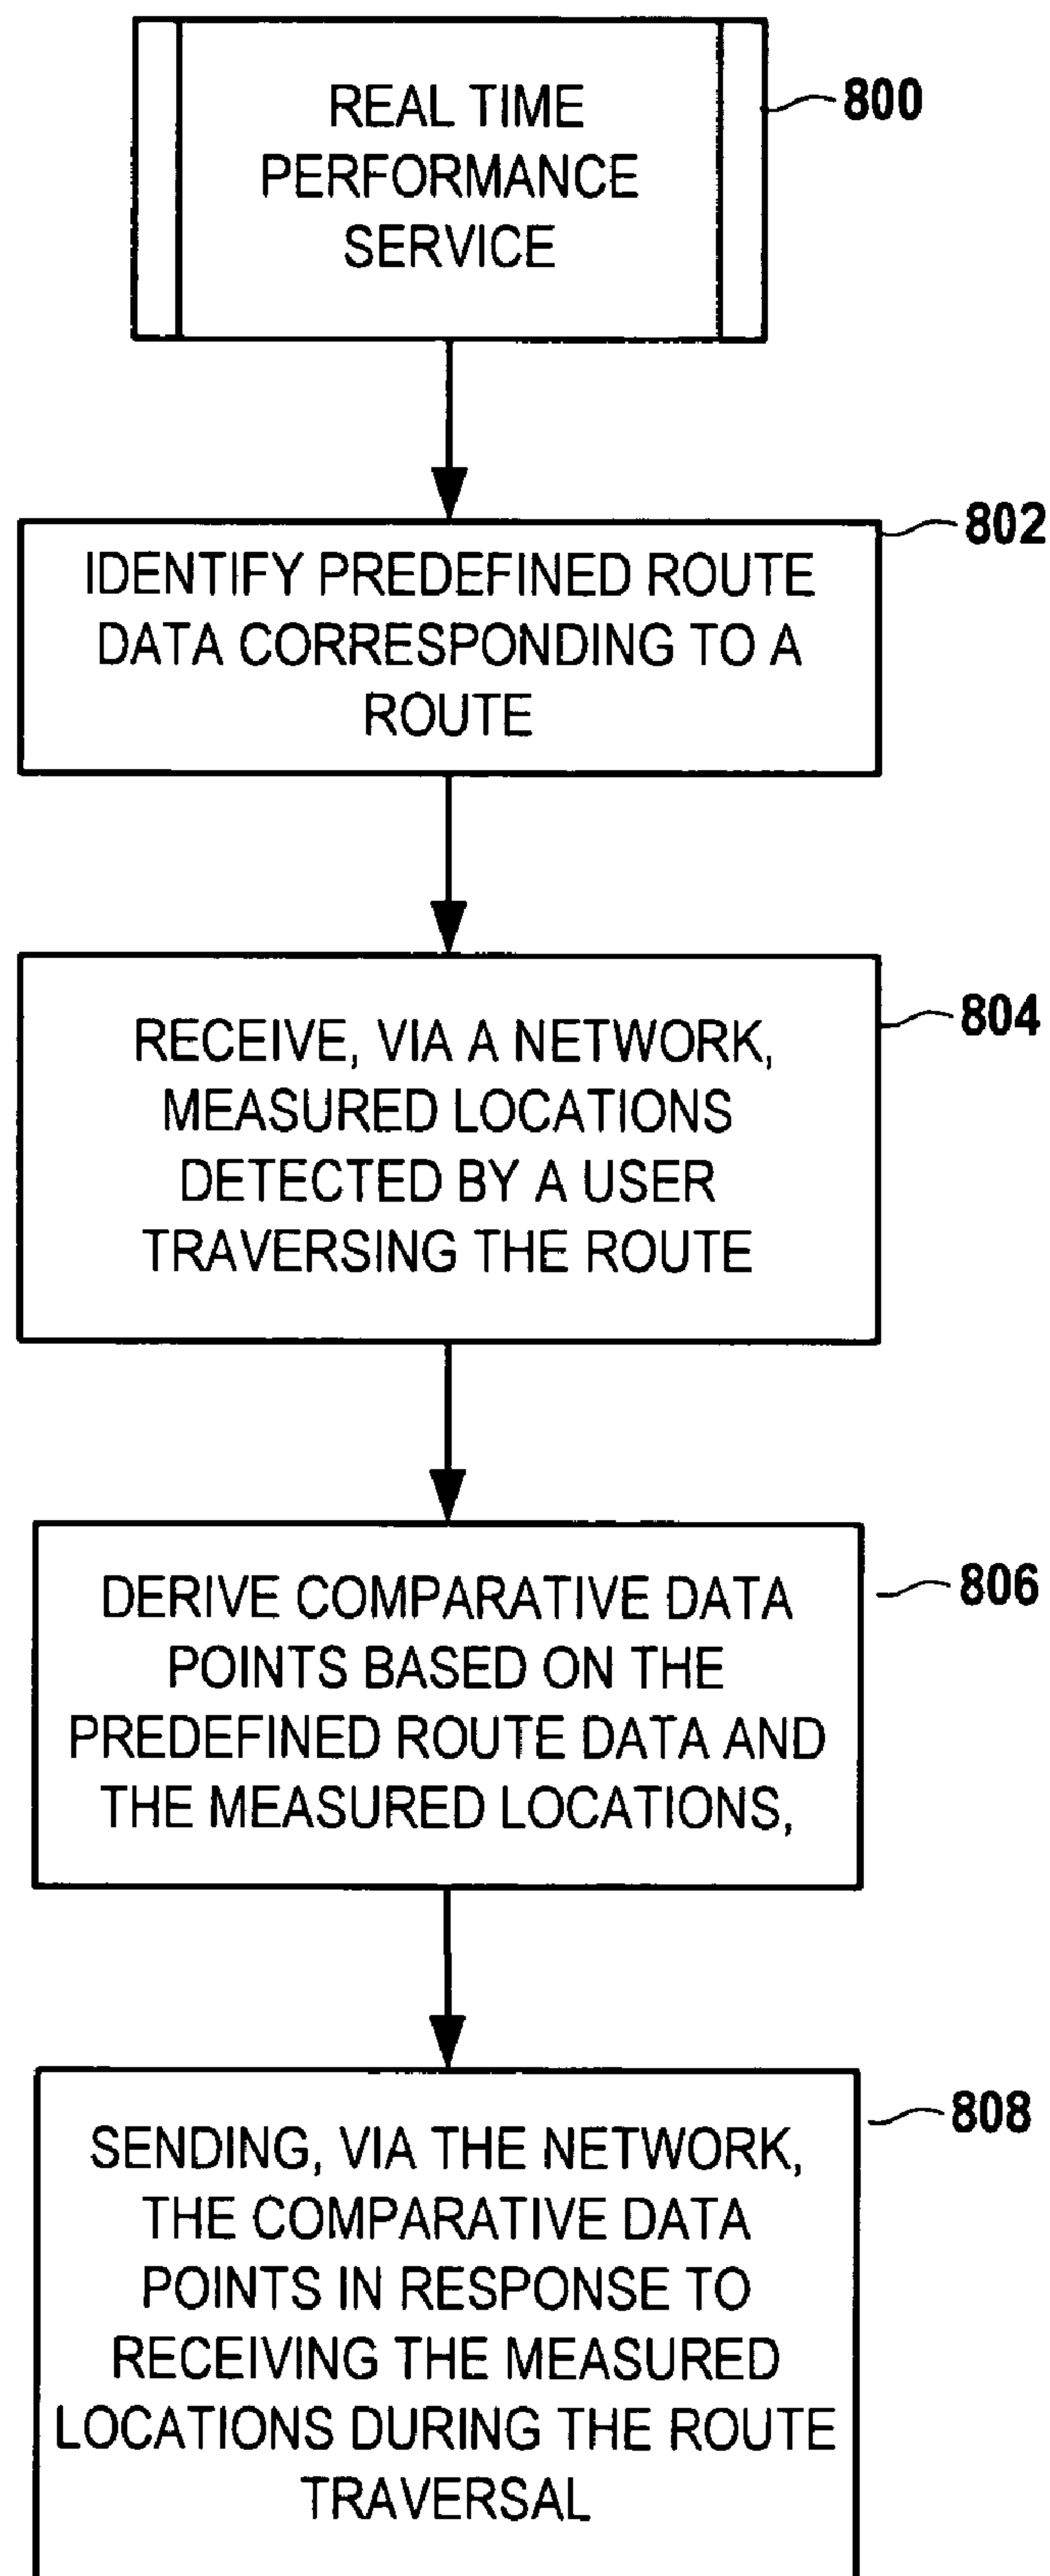 REAL TIME
PERFORMANCE
SERVICE
800
IDENTIFY PREDEFINED ROUTE
DATA CORRESPONDING TO A
ROUTE
802
RECEIVE, VIA A NETWORK,
MEASURED LOCATIONS
DETECTED BY A USER
TRAVERSING THE ROUTE
804
DERIVE COMPARATIVE DATA
POINTS BASED ON THE
PREDEFINED ROUTE DATA AND
THE MEASURED LOCATIONS,
806
SENDING, VIA THE NETWORK,
THE COMPARATIVE DATA
POINTS IN RESPONSE TO
RECEIVING THE MEASURED
LOCATIONS DURING THE ROUTE
TRAVERSAL
808